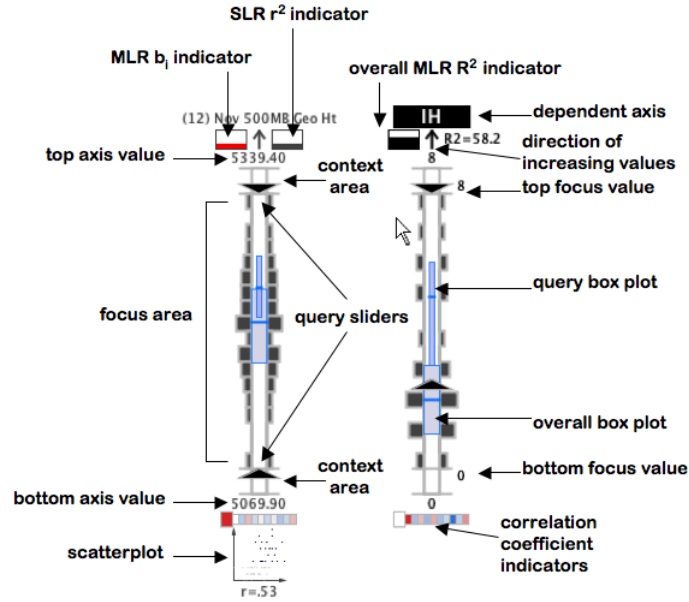 SLR r² indicator
MLR bᵢ indicator
overall MLR R² indicator
(12) Nov 500MB Geo Ht
IH
dependent axis
R2=58.2
direction of
increasing values
top axis value
5339.40
8
context
area
8
top focus value
focus area
query sliders
query box plot
overall box plot
context
area
0
bottom focus value
bottom axis value
5069.90
0
scatterplot
correlation
coefficient
indicators
r=.53